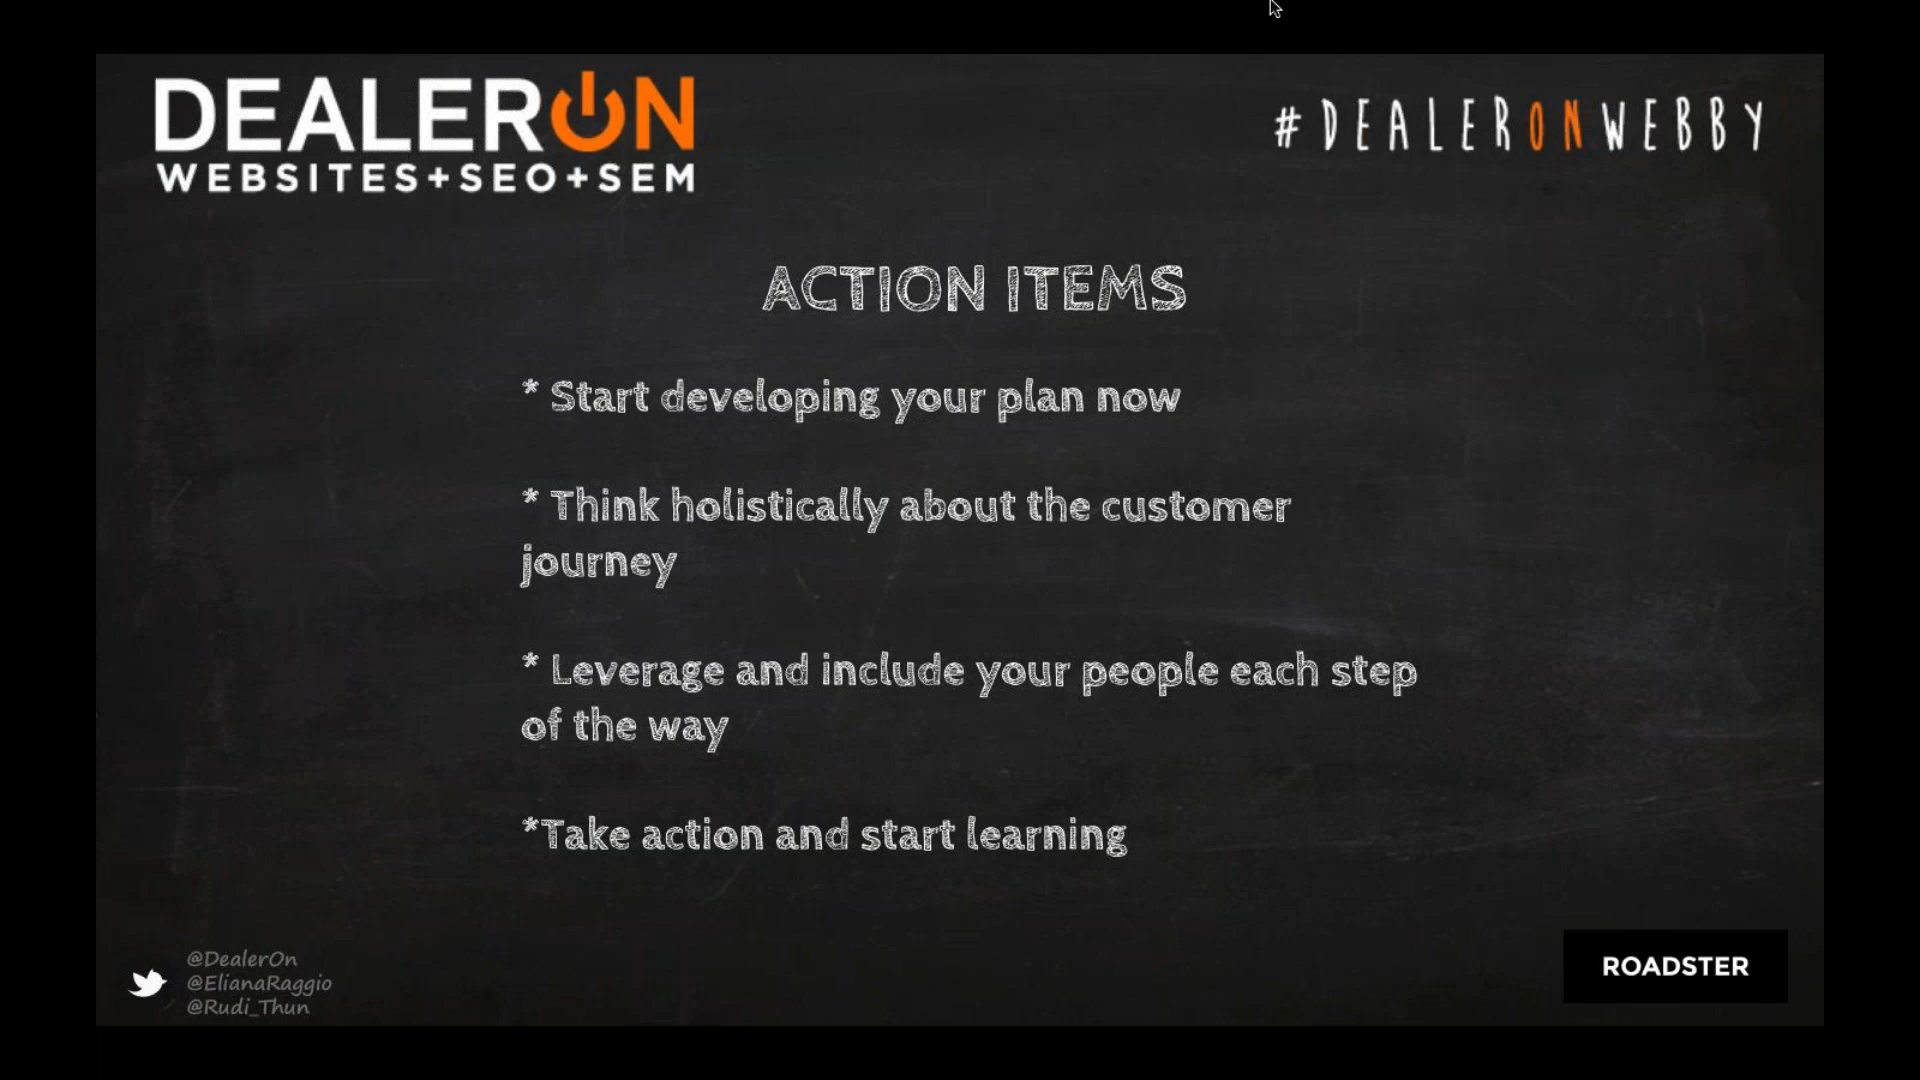 DEALERON
WEBSITES+SEO+SEM
#DEALERONWEBBY
ACTION ITEMS
* Start developing your plan now
* Think holistically about the customer
journey
* Leverage and include your people each step
of the way
*Take action and start learning
@DealerOn
@ElianaRaggio
@Rudi_Thun
ROADSTER